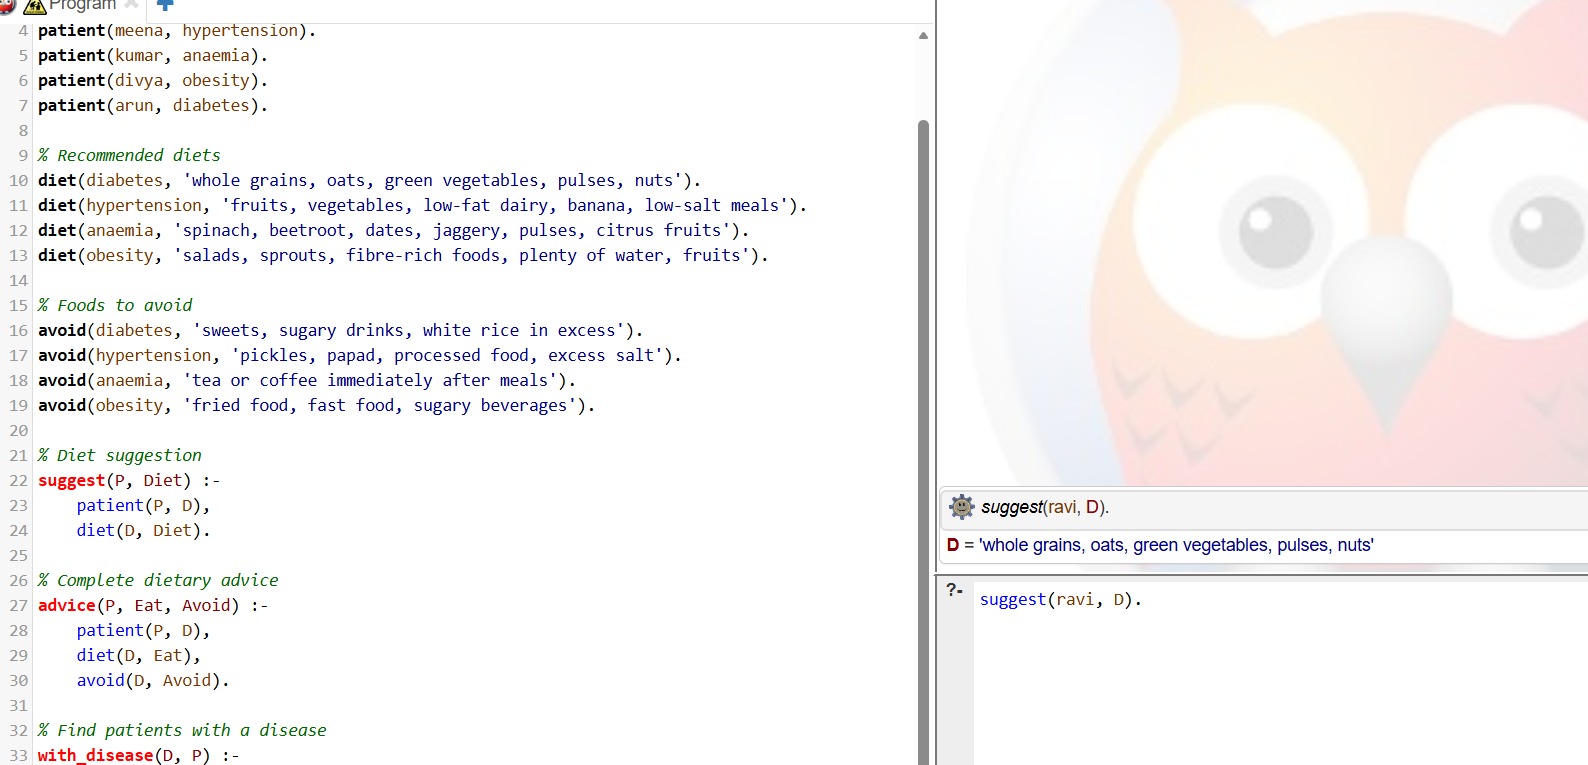 Program
4 patient(meena, hypertension).
5 patient(kumar, anaemia).
6 patient(divya, obesity).
7 patient(arun, diabetes).
8
9 % Recommended diets
10 diet(diabetes, 'whole grains, oats, green vegetables, pulses, nuts').
11 diet(hypertension, 'fruits, vegetables, low-fat dairy, banana, low-salt meals').
12 diet(anaemia, 'spinach, beetroot, dates, jaggery, pulses, citrus fruits').
13 diet(obesity, 'salads, sprouts, fibre-rich foods, plenty of water, fruits').
14
15 % Foods to avoid
16 avoid(diabetes, 'sweets, sugary drinks, white rice in excess').
17 avoid(hypertension, 'pickles, papad, processed food, excess salt').
18 avoid(anaemia, 'tea or coffee immediately after meals').
19 avoid(obesity, 'fried food, fast food, sugary beverages').
20
21 % Diet suggestion
22 suggest(P, Diet) :-
23     patient(P, D),
24     diet(D, Diet).
25
26 % Complete dietary advice
27 advice(P, Eat, Avoid) :-
28     patient(P, D),
29     diet(D, Eat),
30     avoid(D, Avoid).
31
32 % Find patients with a disease
33 with_disease(D, P) :-
suggest(ravi, D).
D = 'whole grains, oats, green vegetables, pulses, nuts'
?- suggest(ravi, D).